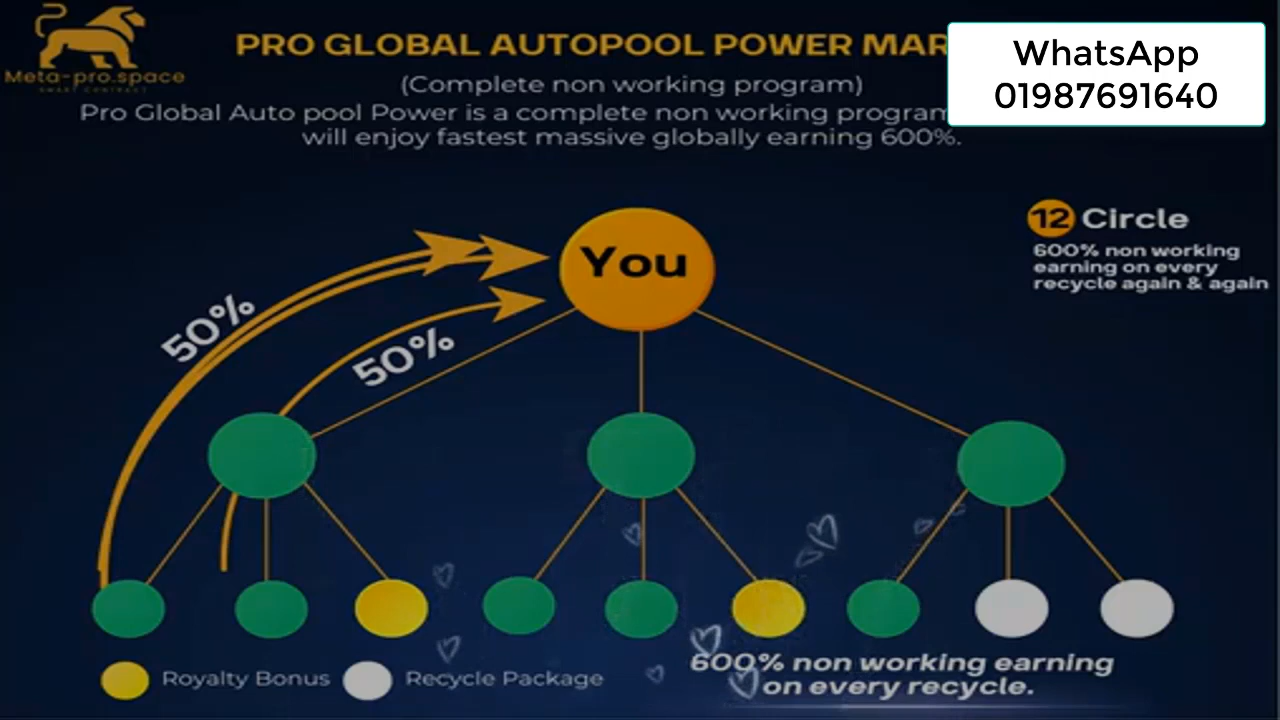 Meta-pro.space
SMART CONTRACT
PRO GLOBAL AUTOPOOL POWER
(Complete non working program)
Pro Global Auto pool Power is a complete non working program
will enjoy fastest massive globally earning 600%.
WhatsApp
01987691640
12 Circle
600% non working
earning on every
recycle again & again
You
50%
50%
Royalty Bonus
Recycle Package
600% non working earning
on every recycle.